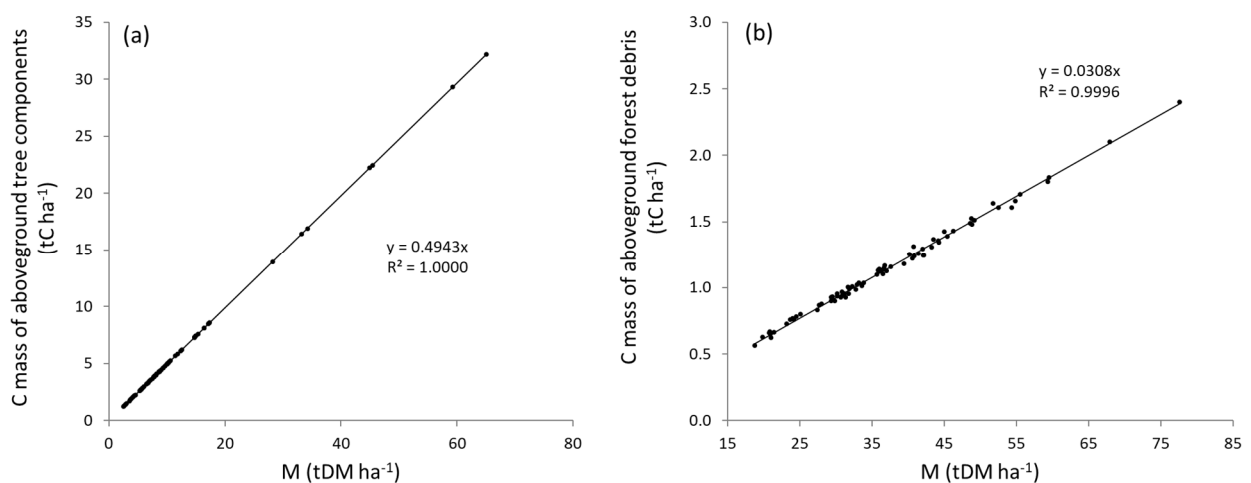 (a)
C mass of aboveground tree components
(tC ha⁻¹)
35
30
25
20
15
10
5
0
y = 0.4943x
R² = 1.0000
0 20 40 60 80
M (tDM ha⁻¹)
(b)
C mass of aboveground forest debris
(tC ha⁻¹)
3.0
2.5
2.0
1.5
1.0
0.5
0.0
y = 0.0308x
R² = 0.9996
15 25 35 45 55 65 75 85
M (tDM ha⁻¹)